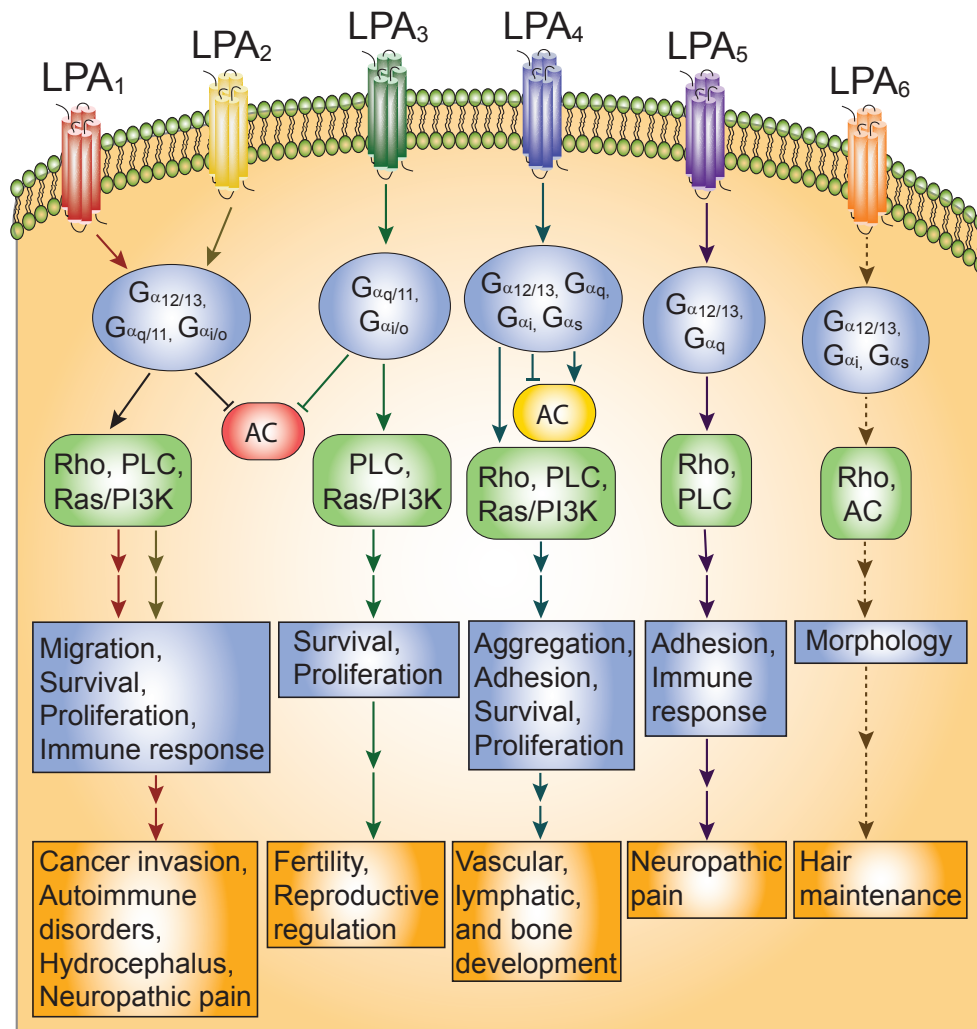 LPA₁
LPA₂
LPA₃
LPA₄
LPA₅
LPA₆
Gα12/13,
Gαq/11, Gαi/o
Gαq/11,
Gαi/o
Gα12/13, Gαq,
Gαi, Gαs
Gα12/13,
Gαq
Gα12/13,
Gαi, Gαs
AC
AC
Rho, PLC,
Ras/PI3K
PLC,
Ras/PI3K
Rho, PLC,
Ras/PI3K
Rho,
PLC
Rho,
AC
Migration,
Survival,
Proliferation,
Immune response
Survival,
Proliferation
Aggregation,
Adhesion,
Survival,
Proliferation
Adhesion,
Immune
response
Morphology
Cancer invasion,
Autoimmune
disorders,
Hydrocephalus,
Neuropathic pain
Fertility,
Reproductive
regulation
Vascular,
lymphatic,
and bone
development
Neuropathic
pain
Hair
maintenance